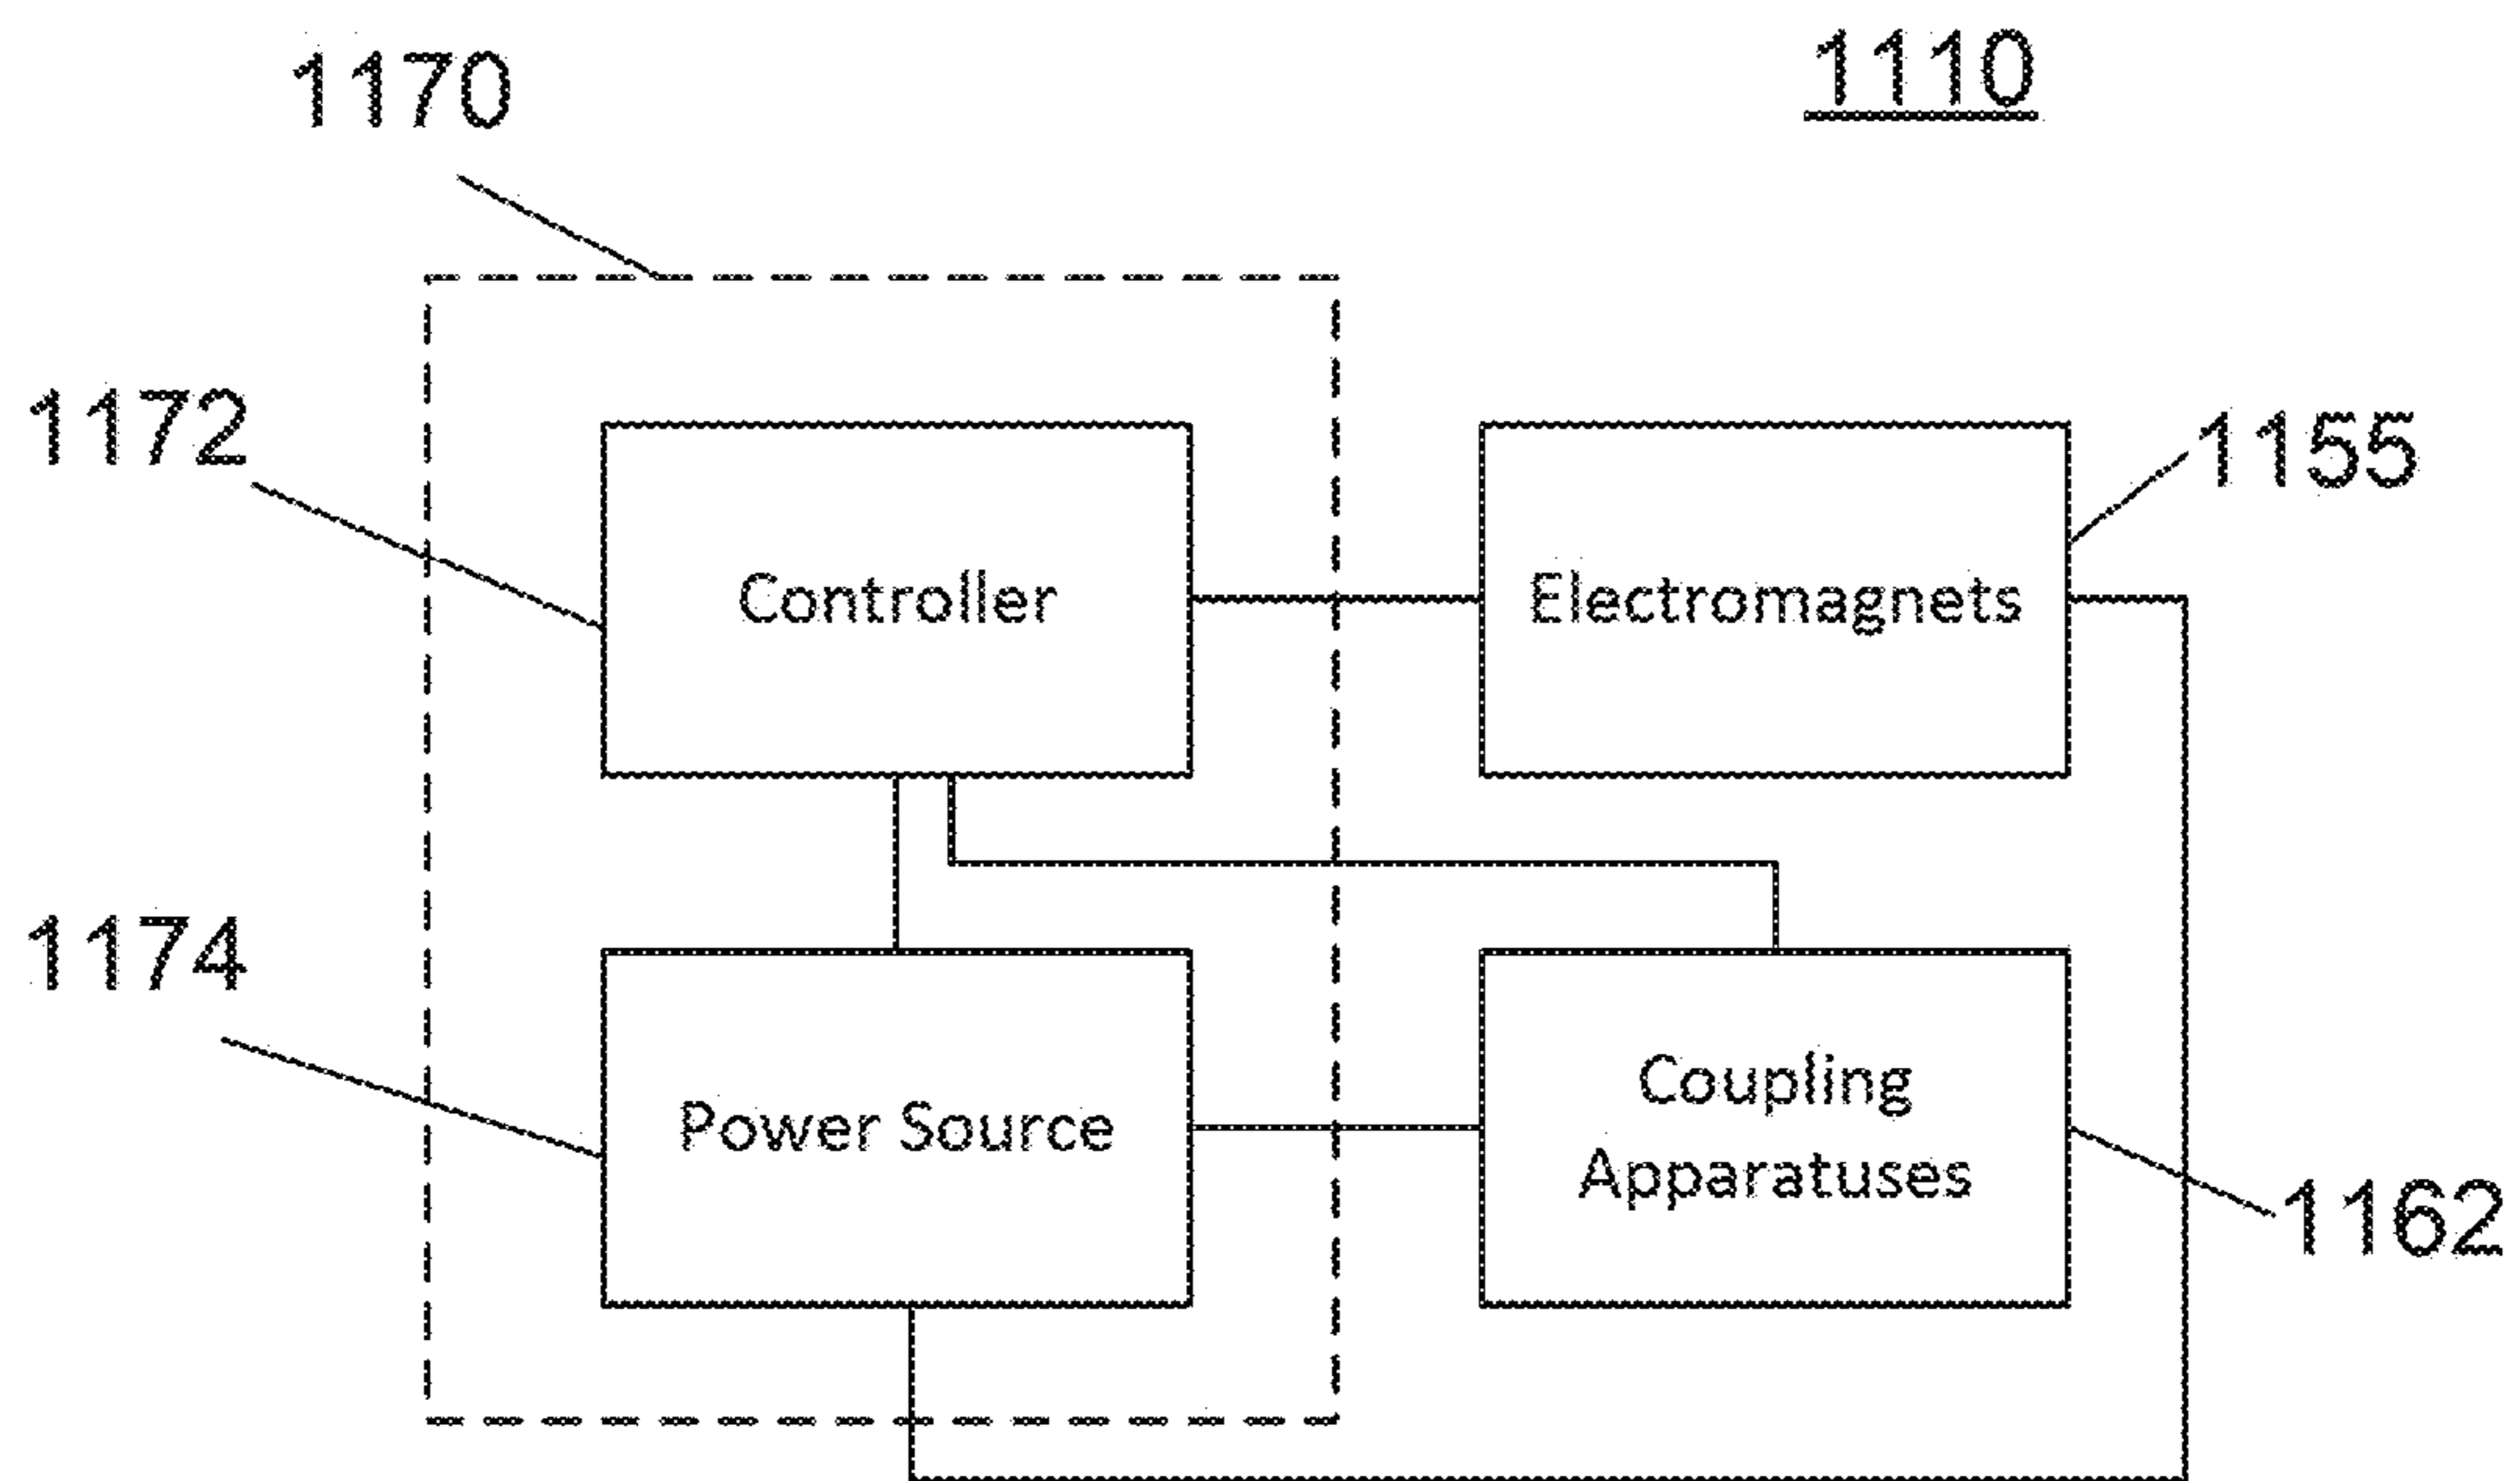 1170
1110
1172
1155
Controller
Electromagnets
1174
Coupling
Power Source
Apparatuses
1162